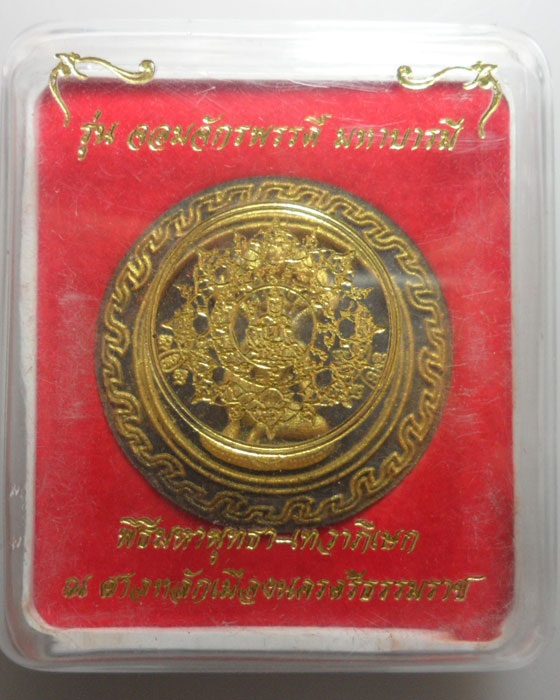 รุ่น จอมจักรพรรดิ์ มหาบารมี
พิธีมหาพุทธา-เทวาภิเษก
ณ ศาลหลักเมืองนครศรีธรรมราช